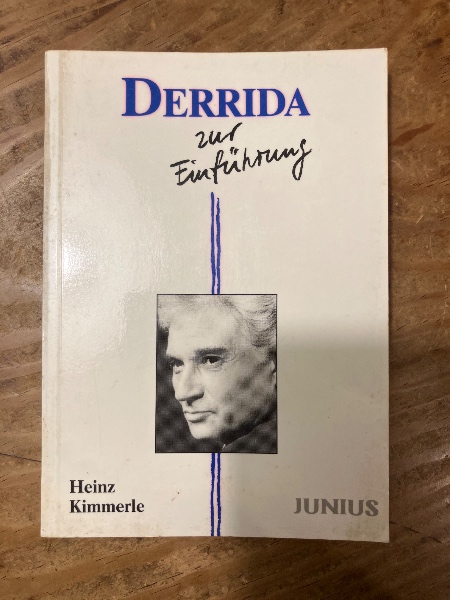 DERRIDA
zur
Einführung
Heinz
Kimmerle
JUNIUS